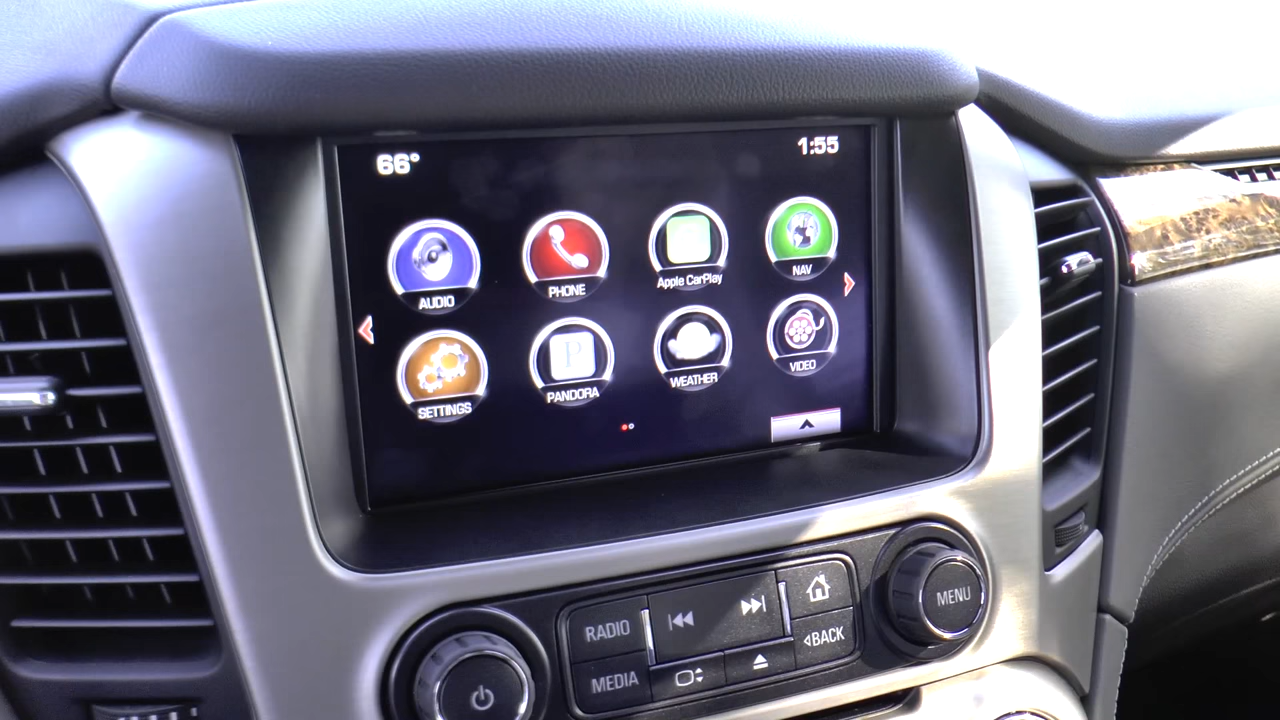 66° 1:55
AUDIO PHONE Apple CarPlay NAV
SETTINGS P PANDORA WEATHER VIDEO
RADIO
MEDIA
BACK
MENU